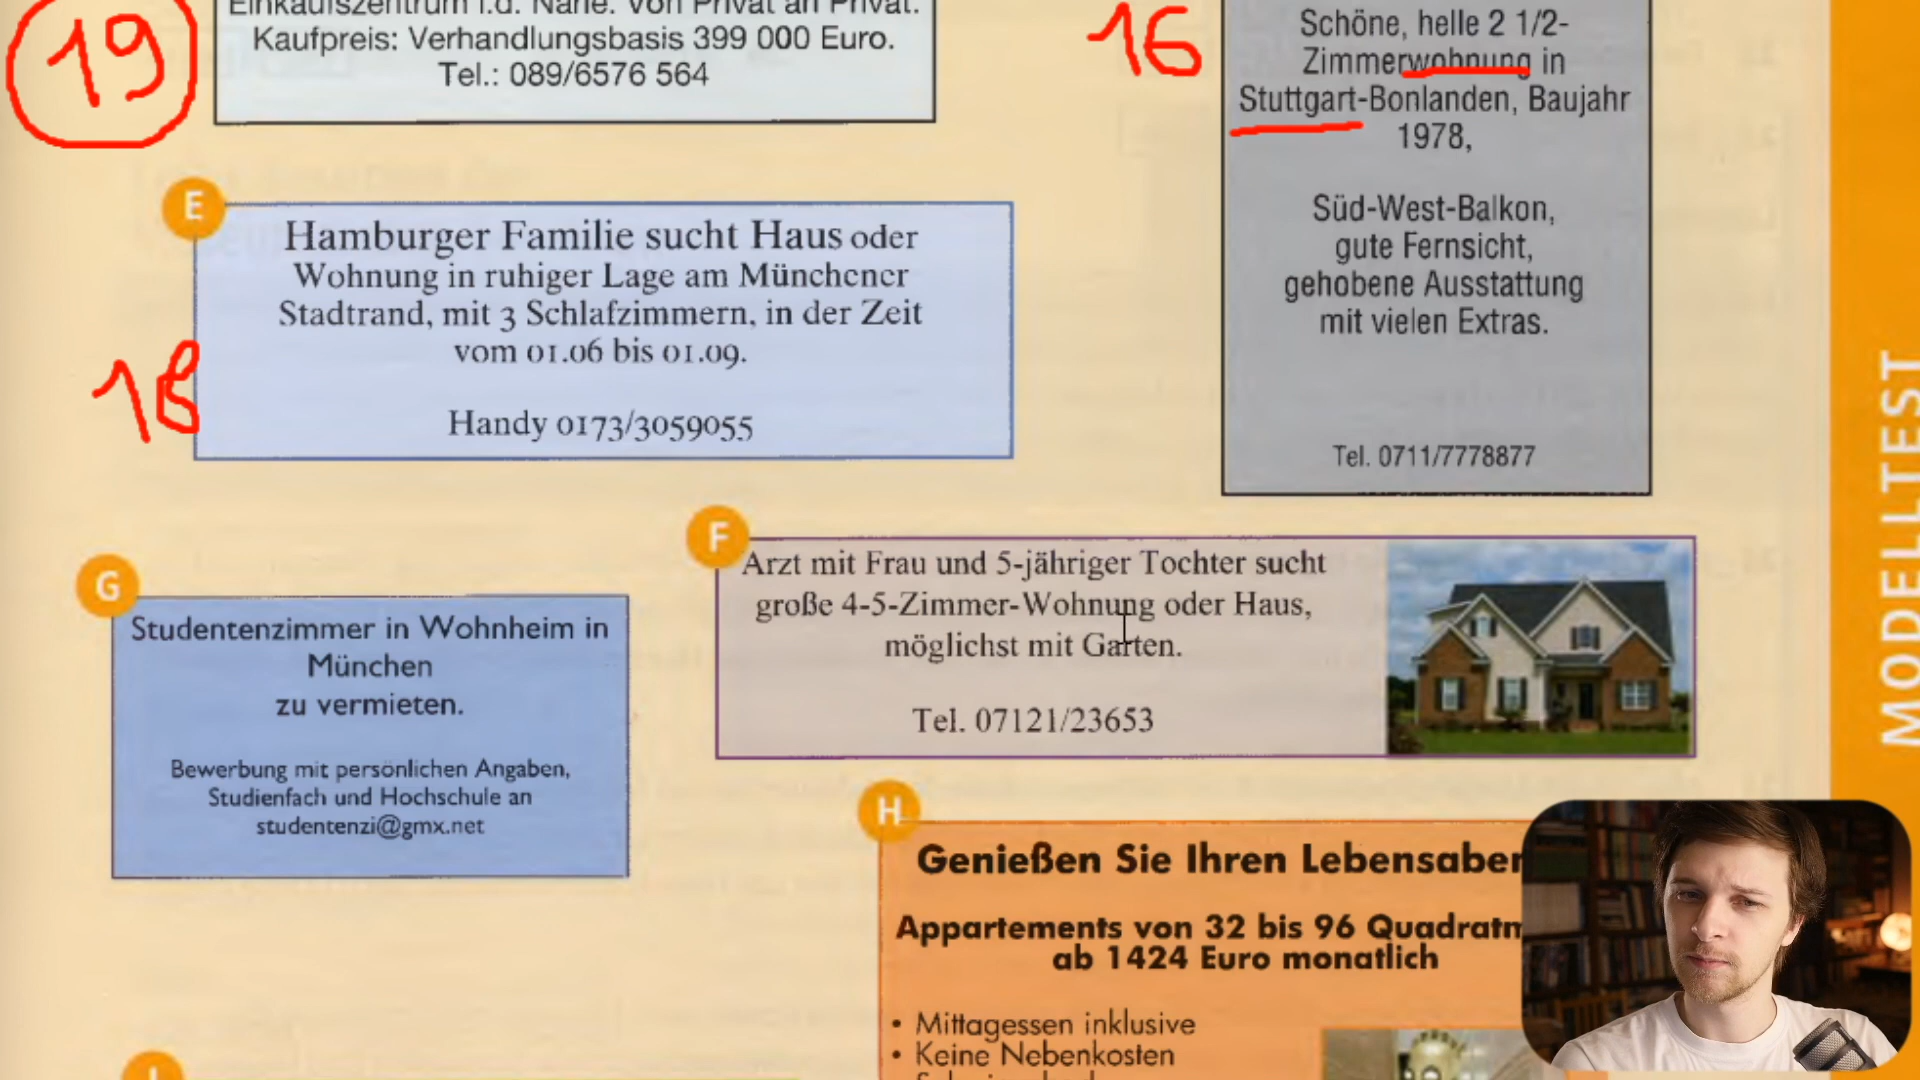 Einkaufszentrum i.d. Nähe. Von Privat an Privat.
Kaufpreis: Verhandlungsbasis 399 000 Euro.
Tel.: 089/6576 564
19
16
Schöne, helle 2 1/2-
Zimmerwohnung in
Stuttgart-Bonlanden, Baujahr
1978,
Süd-West-Balkon,
gute Fernsicht,
gehobene Ausstattung
mit vielen Extras.
Tel. 0711/7778877
E
Hamburger Familie sucht Haus oder
Wohnung in ruhiger Lage am Münchener
Stadtrand, mit 3 Schlafzimmern, in der Zeit
vom 01.06 bis 01.09.
Handy 0173/3059055
18
F
Arzt mit Frau und 5-jähriger Tochter sucht
große 4-5-Zimmer-Wohnung oder Haus,
möglichst mit Garten.
Tel. 07121/23653
G
Studentenzimmer in Wohnheim in
München
zu vermieten.
Bewerbung mit persönlichen Angaben,
Studienfach und Hochschule an
studentenzi@gmx.net
H
Genießen Sie Ihren Lebensaben
Appartements von 32 bis 96 Quadratm
ab 1424 Euro monatlich
• Mittagessen inklusive
• Keine Nebenkosten
MODELLTEST